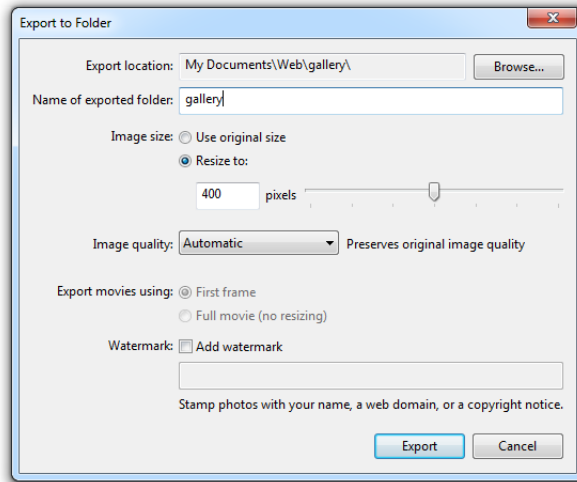 Export to Folder
Export location: My Documents\Web\gallery\ Browse...
Name of exported folder: gallery
Image size: Use original size
Resize to:
400 pixels
Image quality: Automatic Preserves original image quality
Export movies using: First frame
Full movie (no resizing)
Watermark: Add watermark
Stamp photos with your name, a web domain, or a copyright notice.
Export Cancel